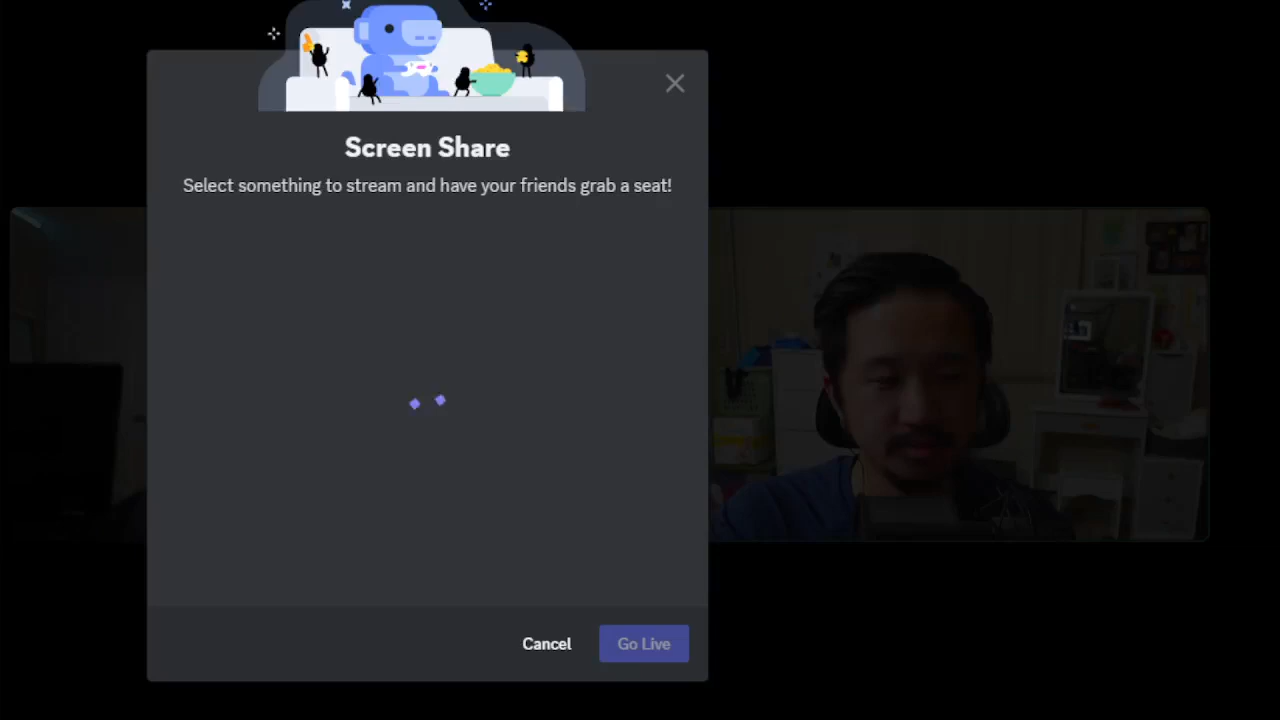 Screen Share
Select something to stream and have your friends grab a seat!
Cancel
Go Live